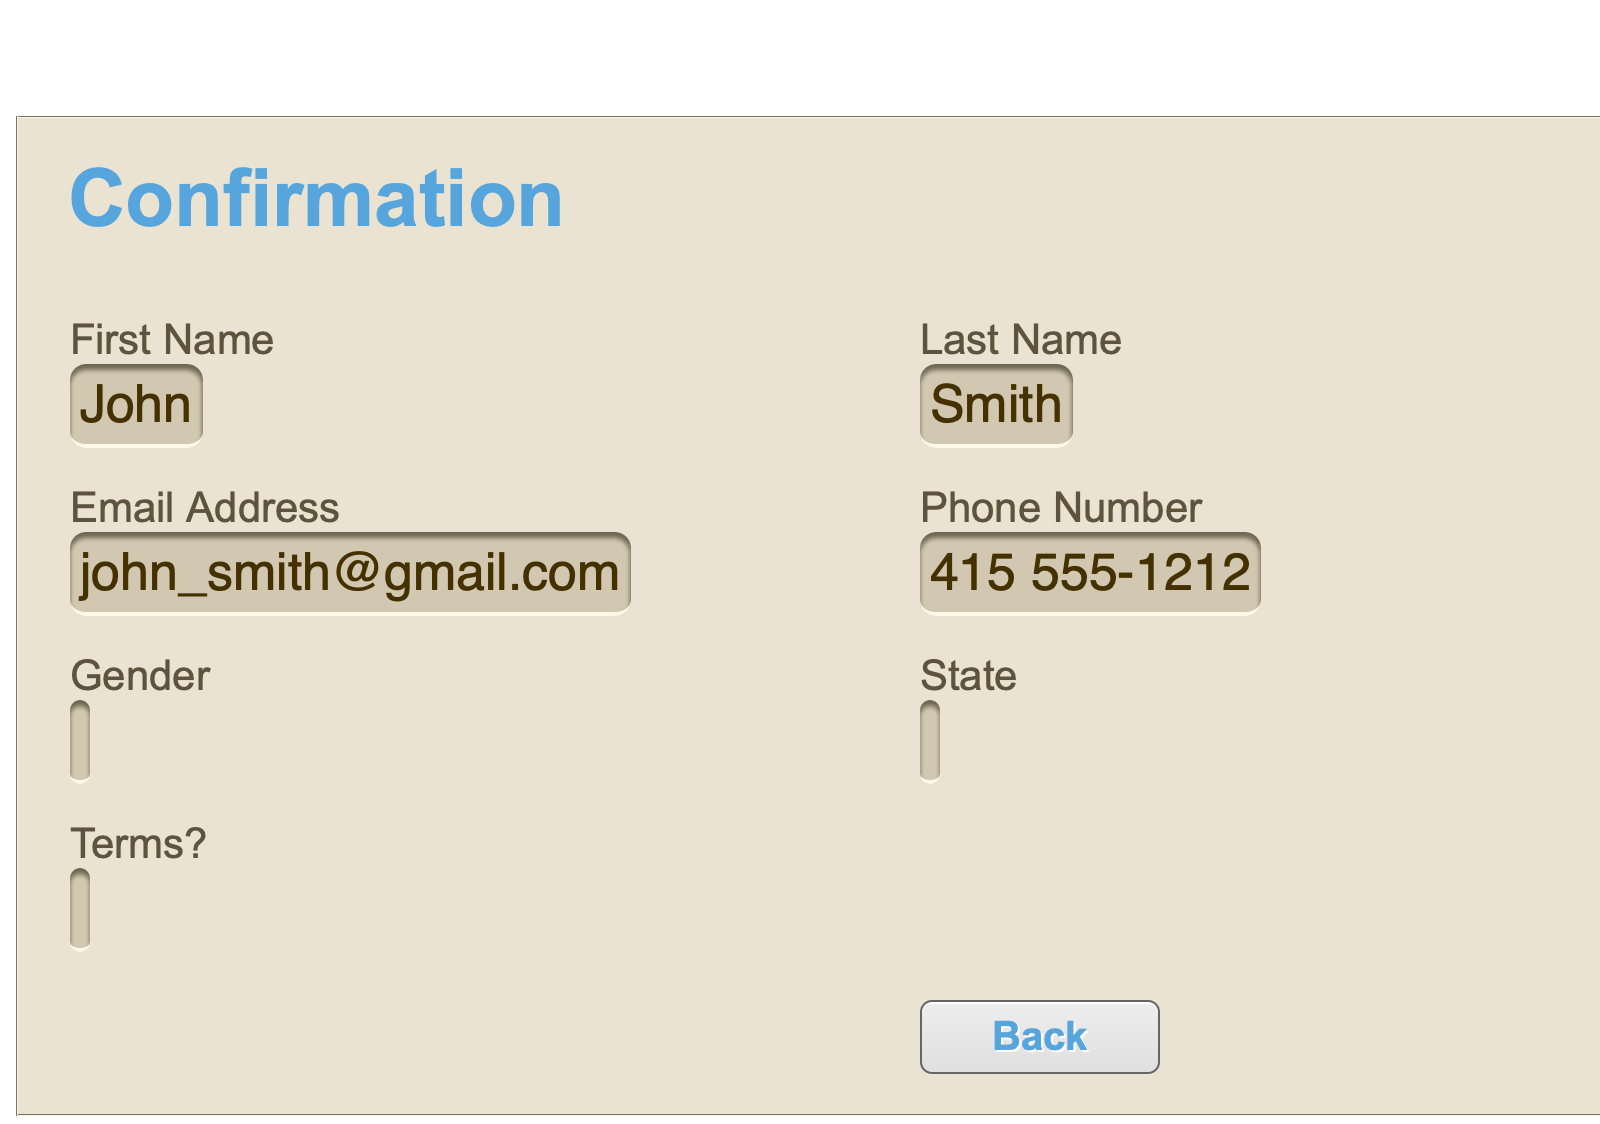 Confirmation
First Name
Last Name
John
Smith
Email Address
Phone Number
john_smith@gmail.com
415 555-1212
Gender
State
Terms?
Back